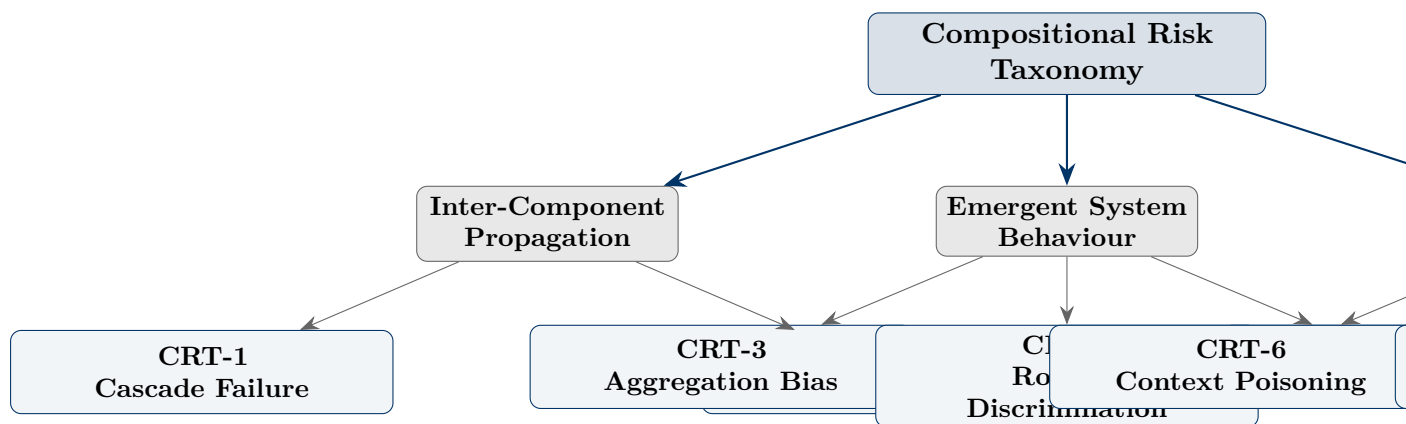 Compositional Risk
Taxonomy
Inter-Component
Propagation
Emergent System
Behaviour
CRT-1
Cascade Failure
CRT-3
Aggregation Bias
Discrimination
CRT-6
Context Poisoning